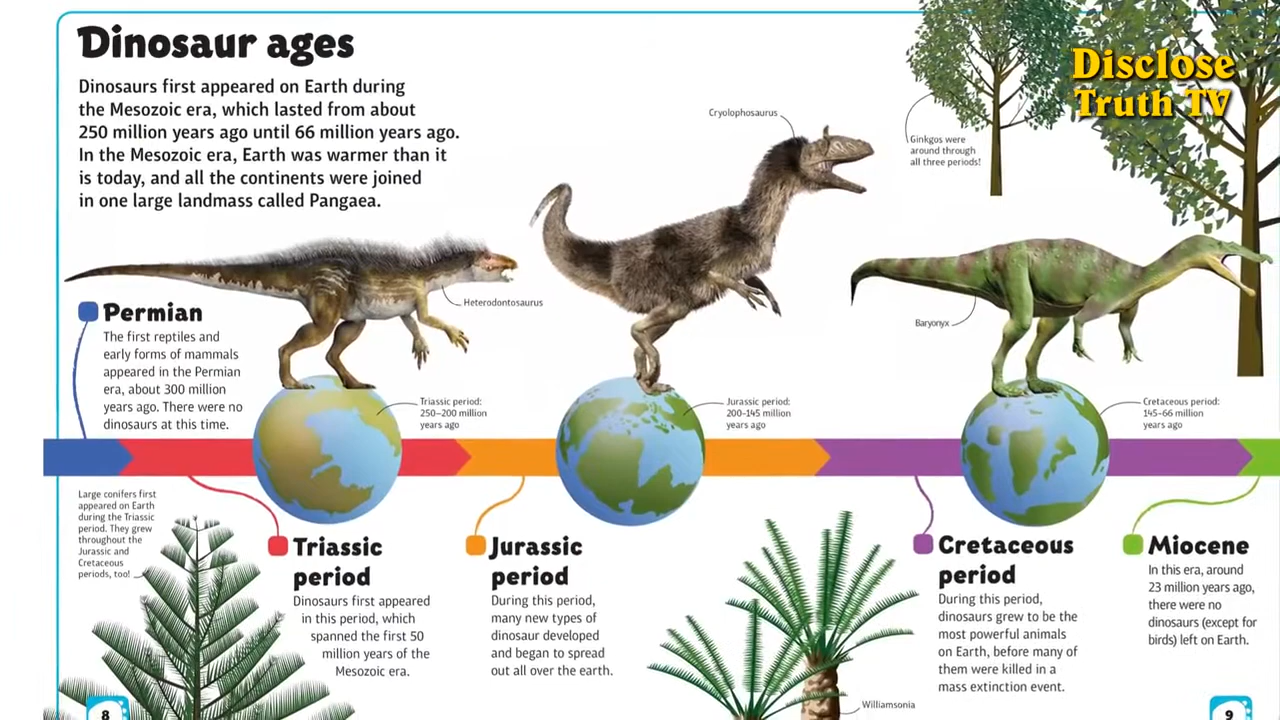 Dinosaur ages
Dinosaurs first appeared on Earth during
the Mesozoic era, which lasted from about
250 million years ago until 66 million years ago.
In the Mesozoic era, Earth was warmer than it
is today, and all the continents were joined
in one large landmass called Pangaea.
Disclose
Truth TV
Cryolophosaurus
Ginkgos were
around through
all three periods!
Heterodontosaurus
Baryonyx
Permian
The first reptiles and
early forms of mammals
appeared in the Permian
era, about 300 million
years ago. There were no
dinosaurs at this time.
Triassic period:
250–200 million
years ago
Jurassic period:
200-145 million
years ago
Cretaceous period:
145-66 million
years ago
Large conifers first
appeared on Earth
during the Triassic
period. They grew
throughout the
Jurassic and
Cretaceous
periods, too!
Triassic
period
Dinosaurs first appeared
in this period, which
spanned the first 50
million years of the
Mesozoic era.
Jurassic
period
During this period,
many new types of
dinosaur developed
and began to spread
out all over the earth.
Cretaceous
period
During this period,
dinosaurs grew to be the
most powerful animals
on Earth, before many of
them were killed in a
mass extinction event.
Miocene
In this era, around
23 million years ago,
there were no
dinosaurs (except for
birds) left on Earth.
Williamsonia
8
9